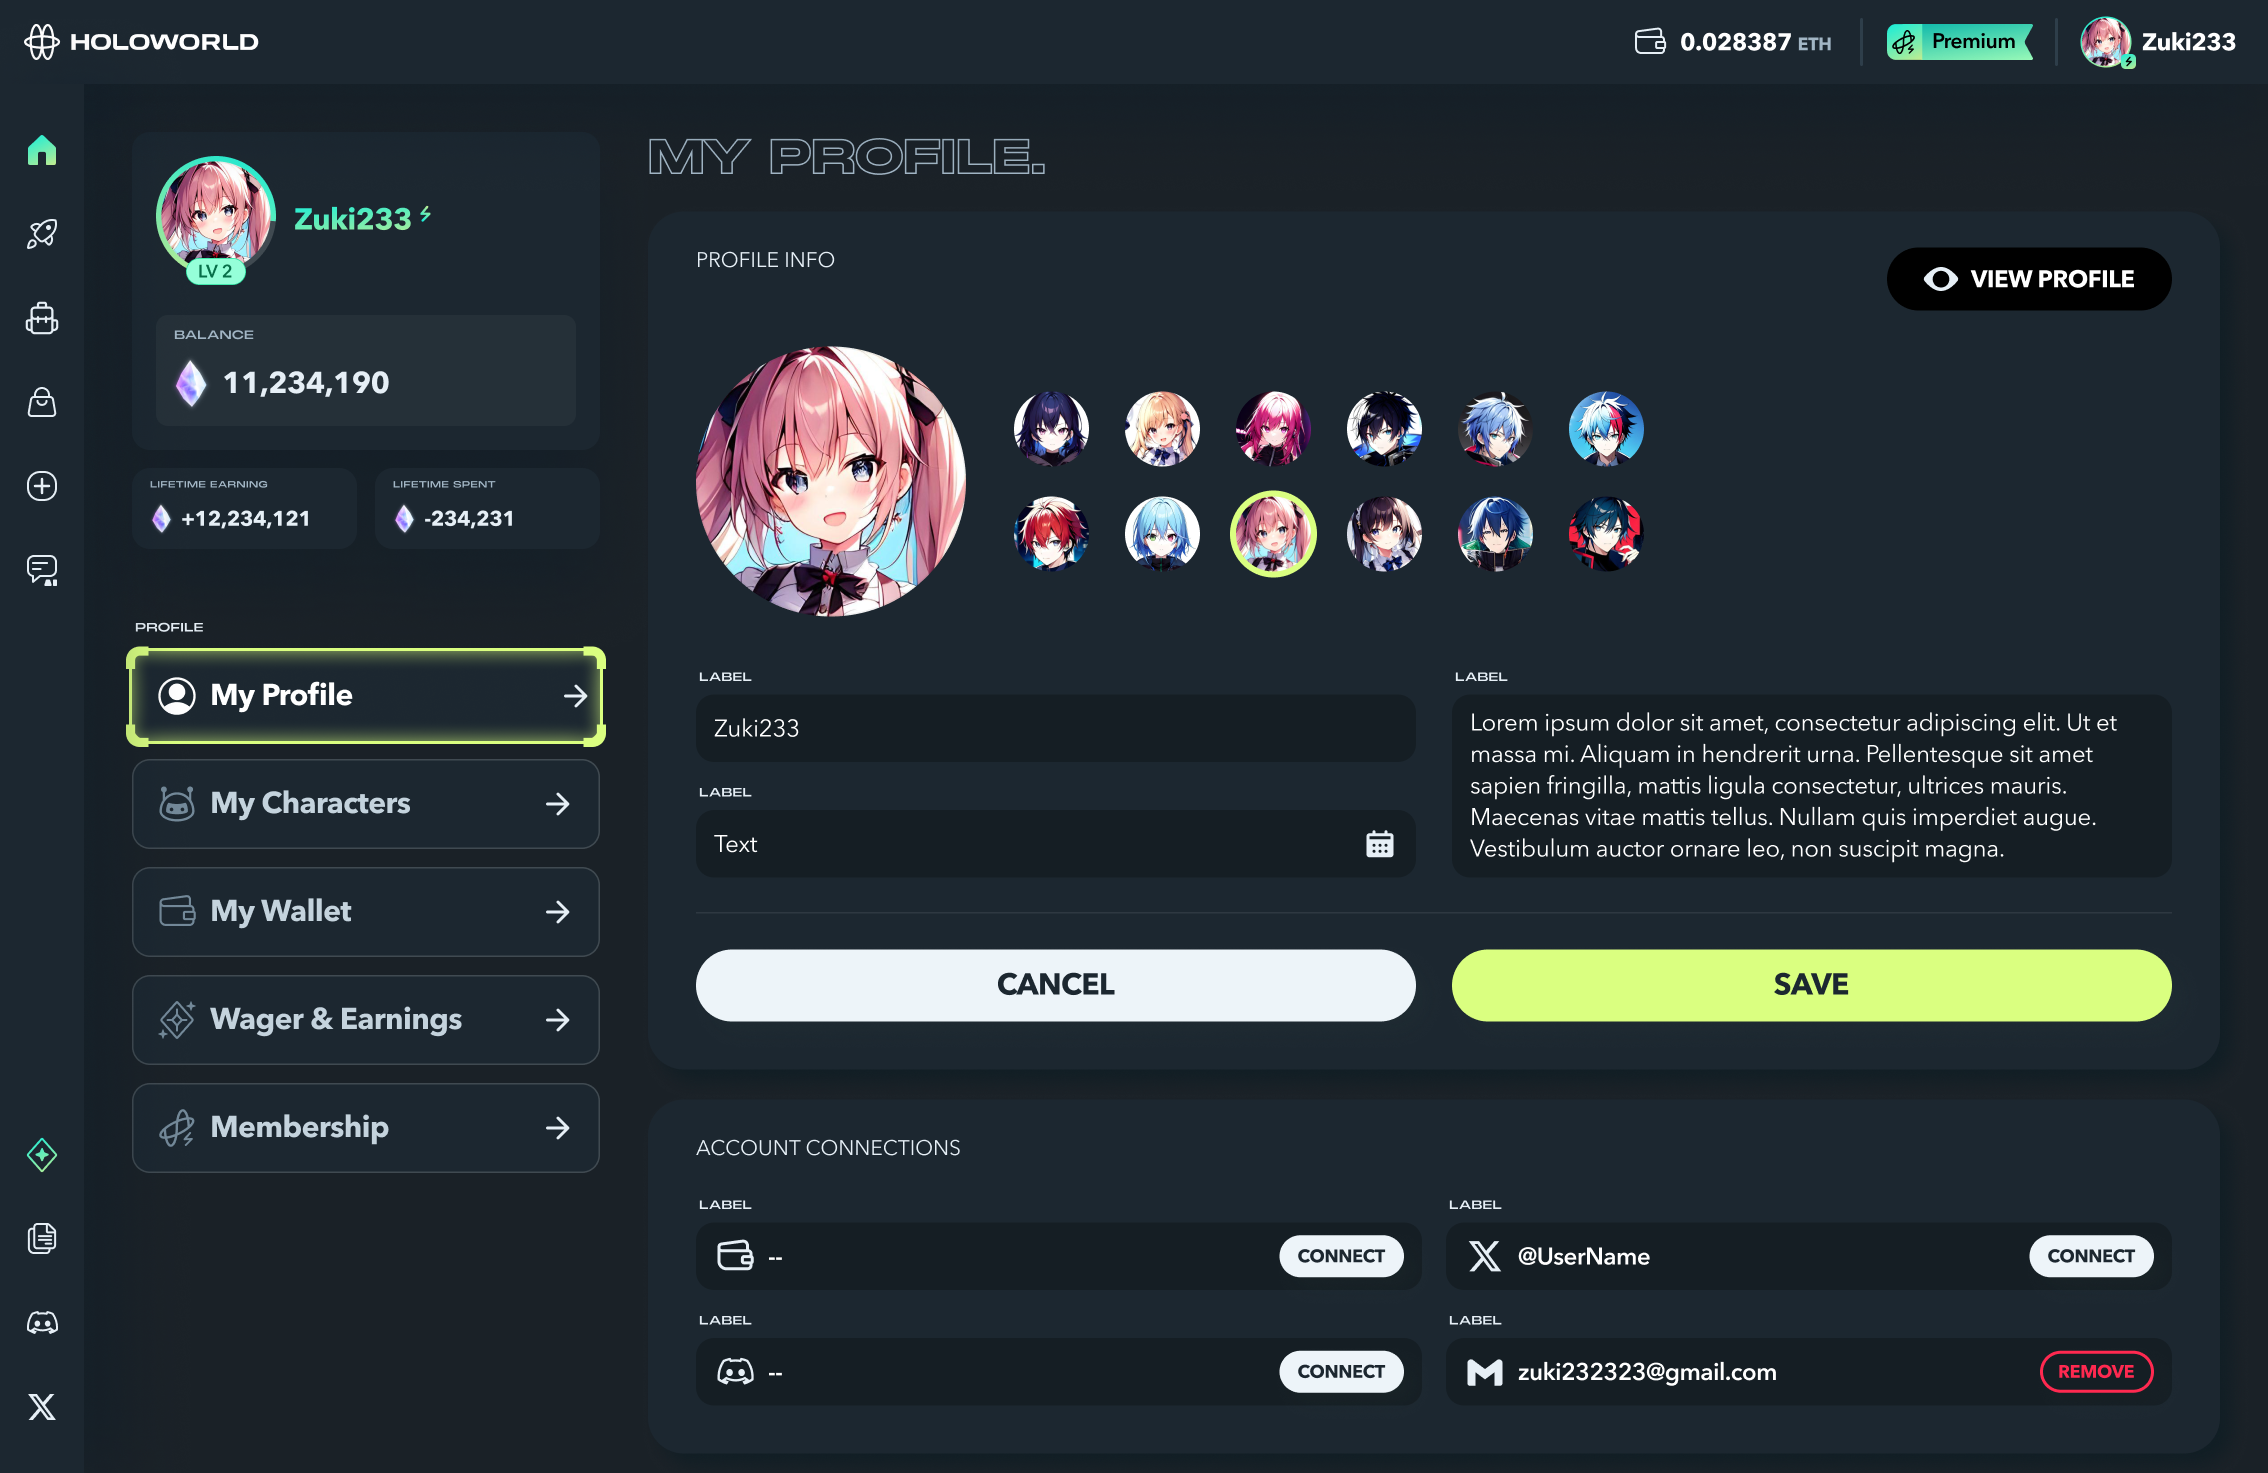 HOLOWORLD
0.028387 ETH
Premium
Zuki233
Zuki233
LV 2
BALANCE
11,234,190
LIFETIME EARNING
+12,234,121
LIFETIME SPENT
-234,231
PROFILE
My Profile
My Characters
My Wallet
Wager & Earnings
Membership
MY PROFILE.
PROFILE INFO
VIEW PROFILE
LABEL
Zuki233
LABEL
Text
LABEL
Lorem ipsum dolor sit amet, consectetur adipiscing elit. Ut et
massa mi. Aliquam in hendrerit urna. Pellentesque sit amet
sapien fringilla, mattis ligula consectetur, ultrices mauris.
Maecenas vitae mattis tellus. Nullam quis imperdiet augue.
Vestibulum auctor ornare leo, non suscipit magna.
CANCEL
SAVE
ACCOUNT CONNECTIONS
LABEL
--
CONNECT
LABEL
@UserName
CONNECT
LABEL
--
CONNECT
LABEL
zuki232323@gmail.com
REMOVE